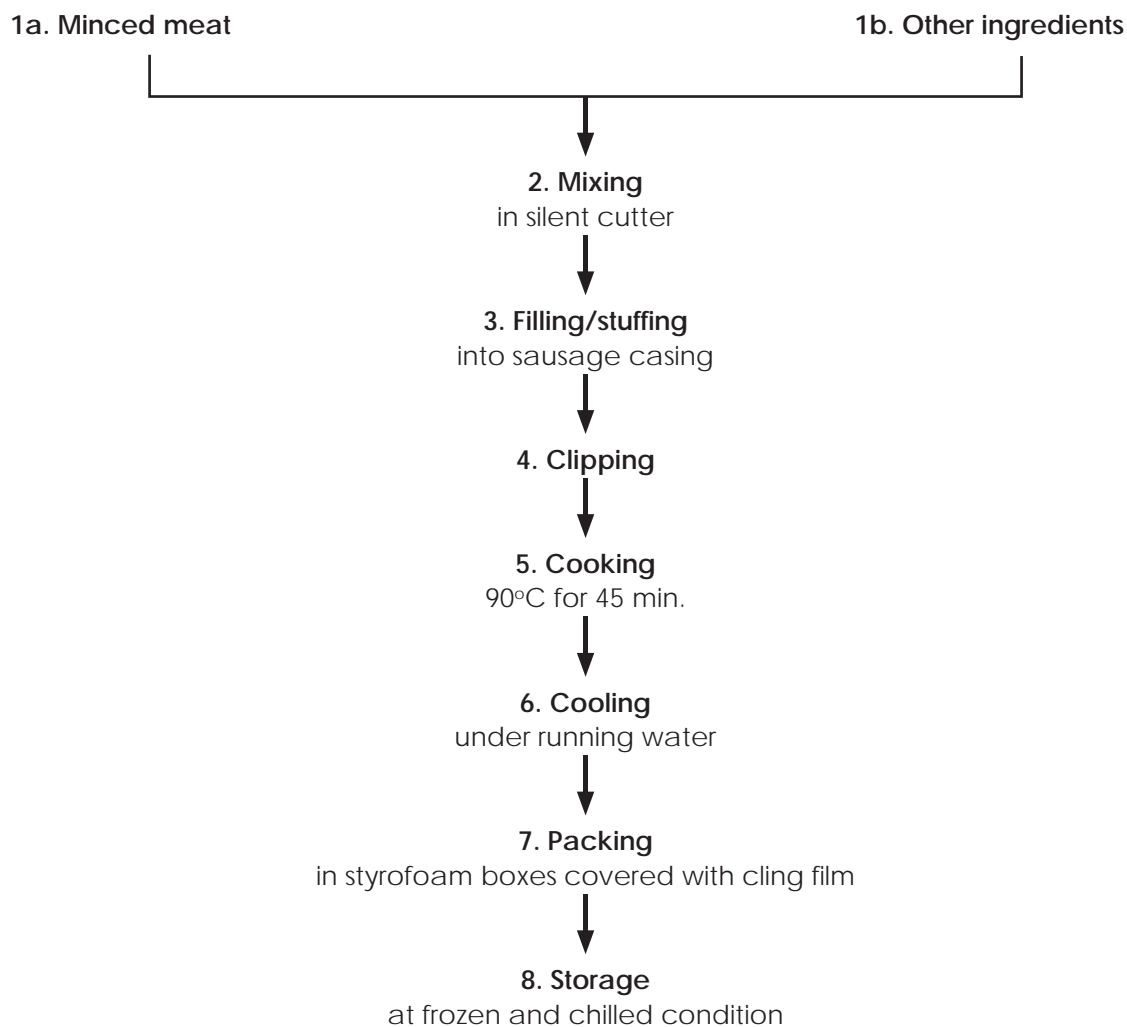 1a. Minced meat
1b. Other ingredients
2. Mixing
in silent cutter
3. Filling/stuffing
into sausage casing
4. Clipping
5. Cooking
90°C for 45 min.
6. Cooling
under running water
7. Packing
in styrofoam boxes covered with cling film
8. Storage
at frozen and chilled condition